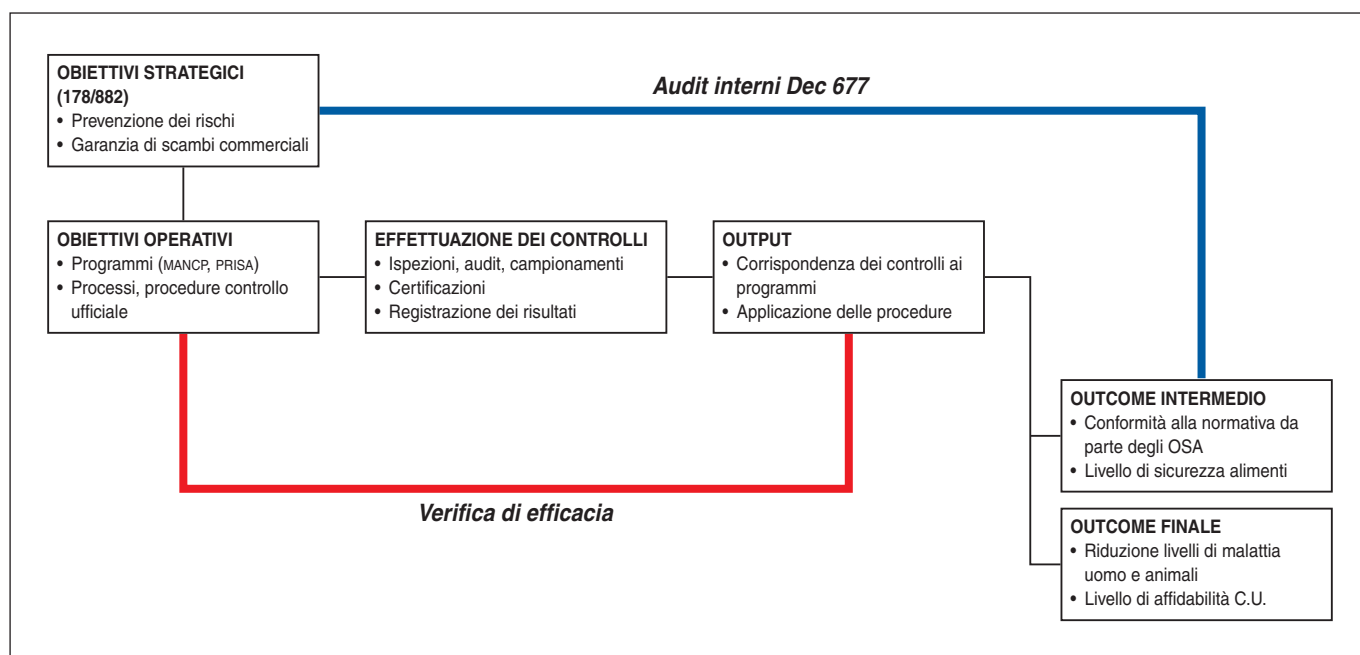 OBIETTIVI STRATEGICI
(178/882)
• Prevenzione dei rischi
• Garanzia di scambi commerciali
Audit interni Dec 677
OBIETTIVI OPERATIVI
• Programmi (MANCP, PRISA)
• Processi, procedure controllo
ufficiale
EFFETTUAZIONE DEI CONTROLLI
• Ispezioni, audit, campionamenti
• Certificazioni
• Registrazione dei risultati
OUTPUT
• Corrispondenza dei controlli ai
programmi
• Applicazione delle procedure
OUTCOME INTERMEDIO
• Conformità alla normativa da
parte degli OSA
• Livello di sicurezza alimenti
Verifica di efficacia
OUTCOME FINALE
• Riduzione livelli di malattia
uomo e animali
• Livello di affidabilità C.U.